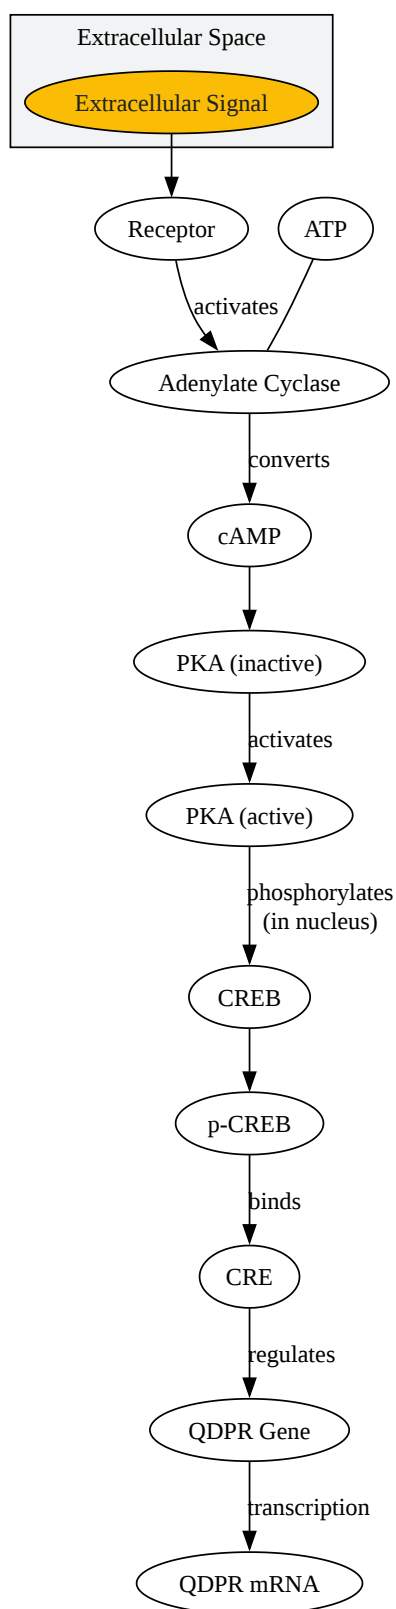 Extracellular Space
Extracellular Signal
Receptor
ATP
activates
Adenylate Cyclase
converts
cAMP
PKA (inactive)
activates
PKA (active)
phosphorylates
(in nucleus)
CREB
p-CREB
binds
CRE
regulates
QDPR Gene
transcription
QDPR mRNA